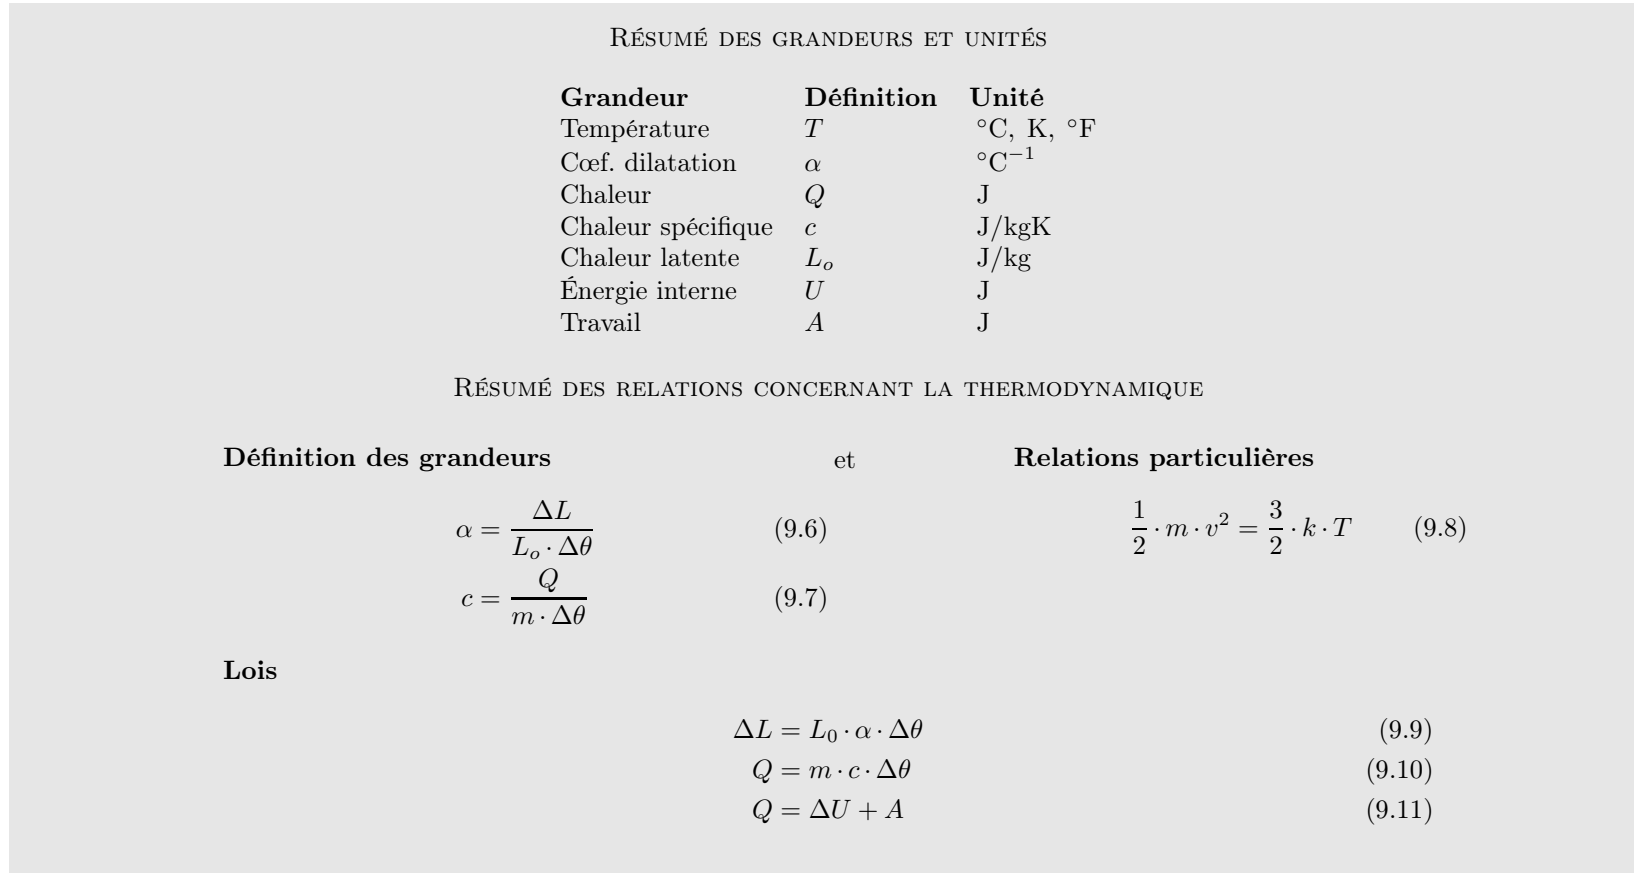 Résumé des grandeurs et unités
Grandeur Définition Unité
Température T °C, K, °F
Cœf. dilatation α °C⁻¹
Chaleur Q J
Chaleur spécifique c J/kgK
Chaleur latente Lₒ J/kg
Énergie interne U J
Travail A J
Résumé des relations concernant la thermodynamique
Définition des grandeurs et Relations particulières
α = ΔL / (Lₒ · Δθ) (9.6)
c = Q / (m · Δθ) (9.7)
1/2 · m · v² = 3/2 · k · T (9.8)
Lois
ΔL = L₀ · α · Δθ (9.9)
Q = m · c · Δθ (9.10)
Q = ΔU + A (9.11)